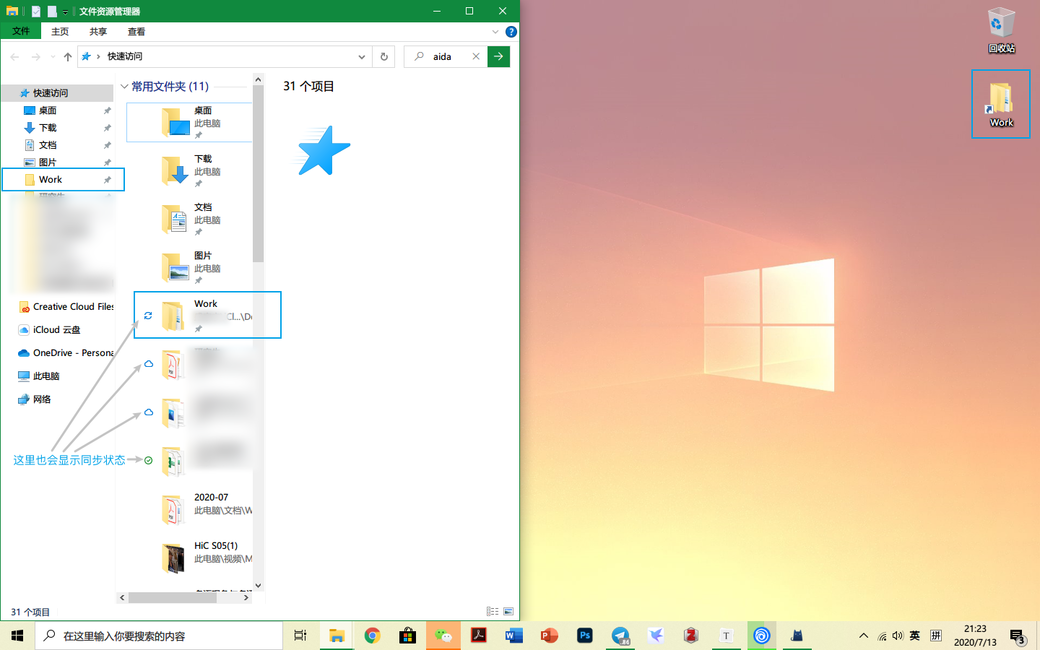 文件资源管理器
文件 主页 共享 查看
快速访问
aida
快速访问
桌面
下载
文档
图片
Work
Creative Cloud Files
iCloud 云盘
OneDrive - Persona
此电脑
网络
这里也会显示同步状态
常用文件夹 (11)
桌面
此电脑
下载
此电脑
文档
此电脑
图片
此电脑
Work
Cl...\Do
2020-07
此电脑\文档\W
HiC S05(1)
此电脑\视频\M
31 个项目
31 个项目
回收站
Work
在这里输入你要搜索的内容
W
P
Ps
Z
T
英
拼
21:23
2020/7/13
3